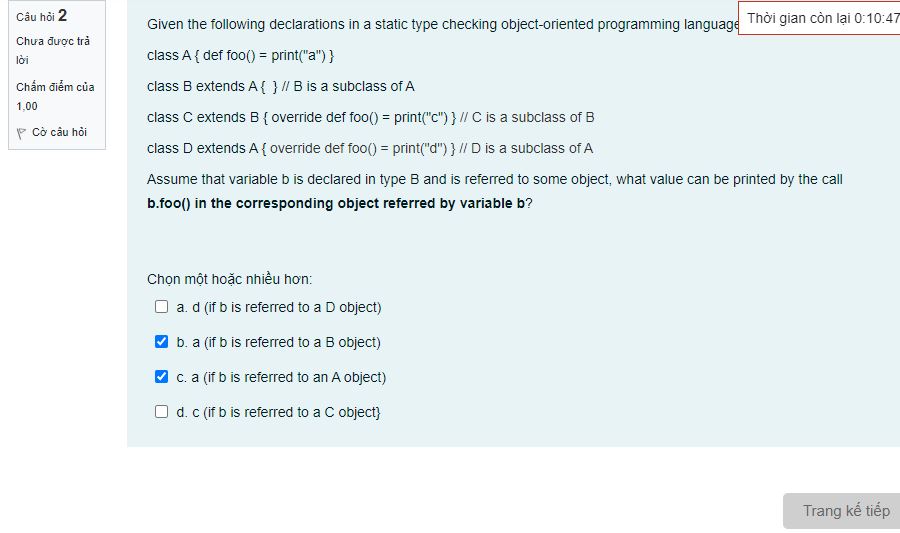 Câu hỏi 2
Chưa được trả
lời
Chấm điểm của
1,00
Cờ câu hỏi
Thời gian còn lại 0:10:47
Given the following declarations in a static type checking object-oriented programming language
class A { def foo() = print("a") }
class B extends A { } // B is a subclass of A
class C extends B { override def foo() = print("c") } // C is a subclass of B
class D extends A { override def foo() = print("d") } // D is a subclass of A
Assume that variable b is declared in type B and is referred to some object, what value can be printed by the call
b.foo() in the corresponding object referred by variable b?
Chọn một hoặc nhiều hơn:
a. d (if b is referred to a D object)
b. a (if b is referred to a B object)
c. a (if b is referred to an A object)
d. c (if b is referred to a C object}
Trang kế tiếp